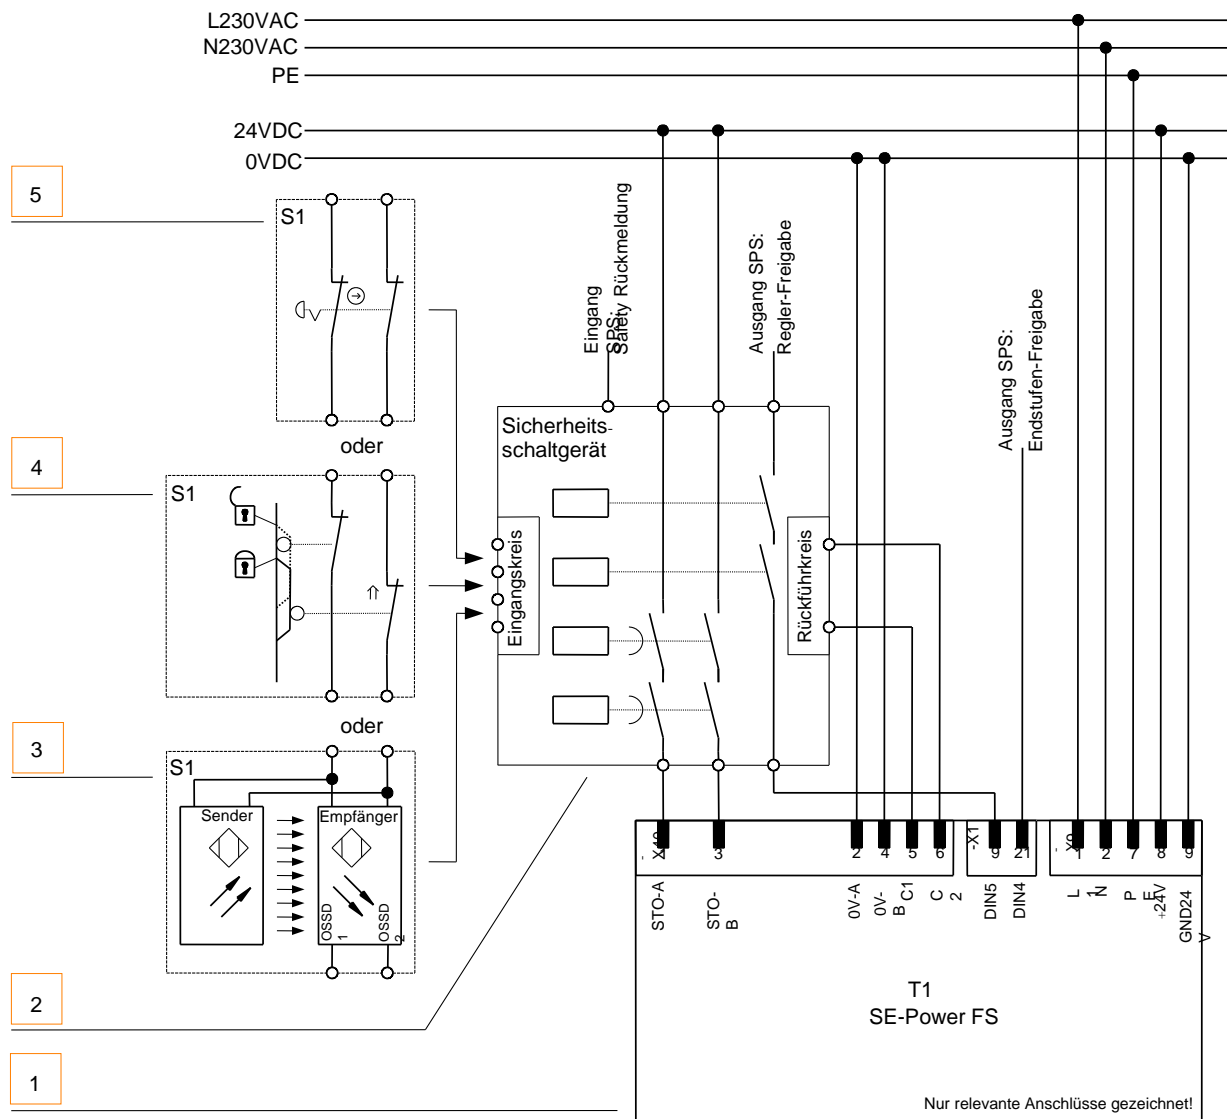 L230VAC
N230VAC
PE
24VDC
0VDC
5
S1
oder
4
S1
oder
3
S1
Sender
Empfänger
OSSD
1
OSSD
2
2
1
Eingang
SPS:
Safety Rückmeldung
Ausgang SPS:
Regler-Freigabe
Ausgang SPS:
Endstufen-Freigabe
Sicherheits-
schaltgerät
Eingangskreis
Rückführkreis
-
1
3
2
4
5
6
-X1
9
21
-
X9
1
2
7
8
9
STO-A
STO-
B
0V-A
0V-
B
C1
C
2
DIN5
DIN4
L
1
N
P
E
+24V
GND24
V
T1
SE-Power FS
Nur relevante Anschlüsse gezeichnet!